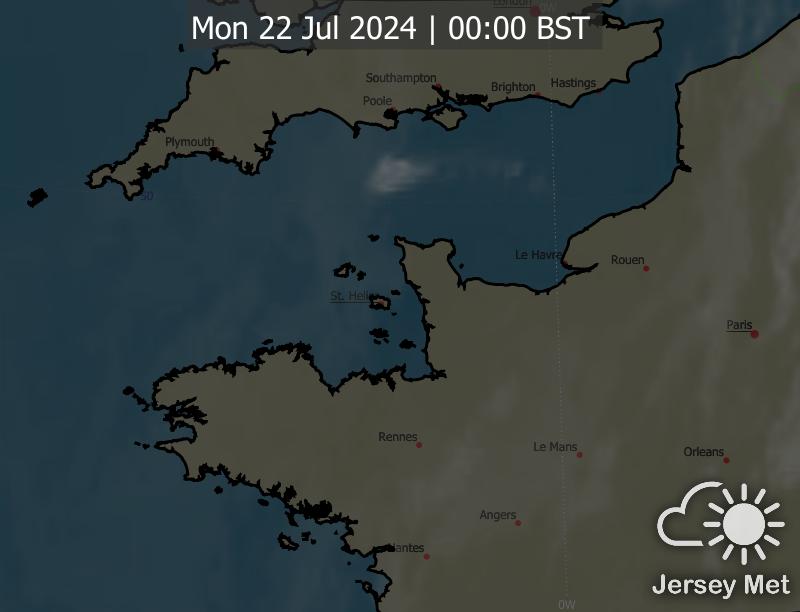 London
0W
Mon 22 Jul 2024 | 00:00 BST
Southampton
Brighton
Hastings
Poole
Plymouth
50
Le Havre
Rouen
St. Helier
Paris
Rennes
Le Mans
Orleans
Angers
Nantes
Jersey Met
0W